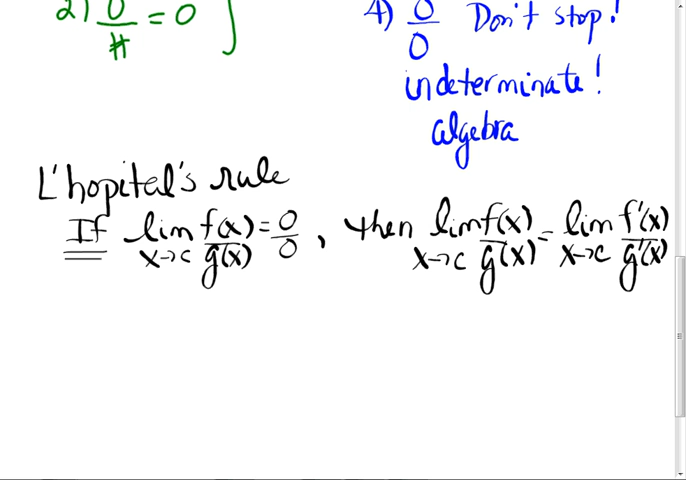 2) 0/# = 0 }
4) 0/0 Don't stop!
indeterminate!
algebra
L'hopital's rule
If lim x→c f(x)/g(x) = 0/0, then lim x→c f(x)/g(x) = lim x→c f'(x)/g'(x)